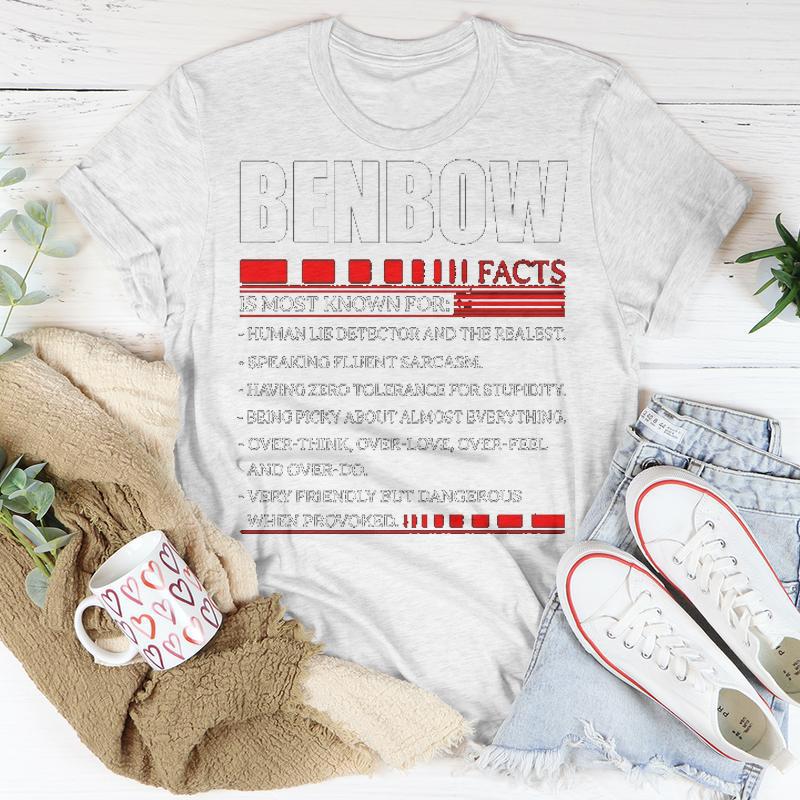 BENBOW
FACTS
IS MOST KNOWN FOR:
- HUMAN LIE DETECTOR AND THE REALEST.
- SPEAKING FLUENT SARCASM.
- HAVING ZERO TOLERANCE FOR STUPIDITY.
- BEING PICKY ABOUT ALMOST EVERYTHING.
- OVER-THINK, OVER-LOVE, OVER-FEEL
AND OVER-DO.
- VERY FRIENDLY BUT DANGEROUS
WHEN PROVOKED.